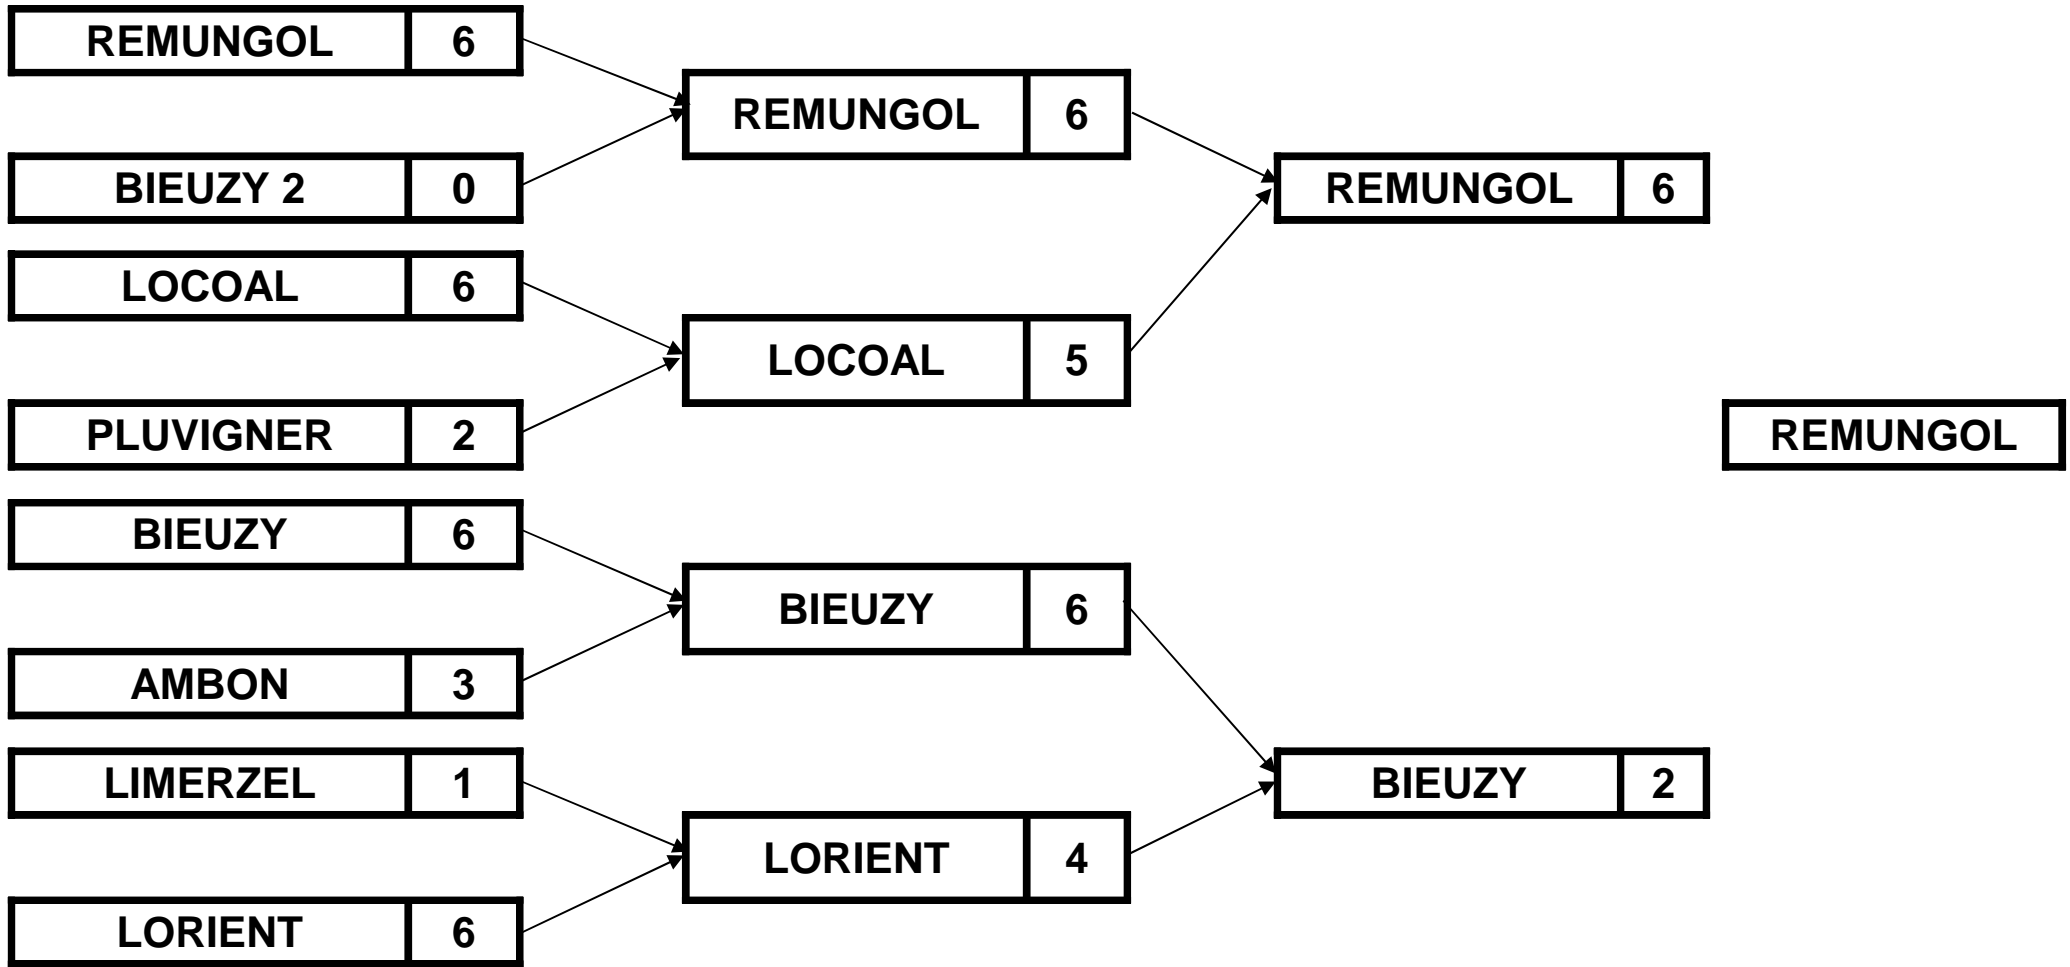 REMUNGOL 6
REMUNGOL 6
BIEUZY 2 0
REMUNGOL 6
LOCOAL 6
LOCOAL 5
PLUVIGNER 2
REMUNGOL
BIEUZY 6
BIEUZY 6
AMBON 3
LIMERZEL 1
BIEUZY 2
LORIENT 4
LORIENT 6